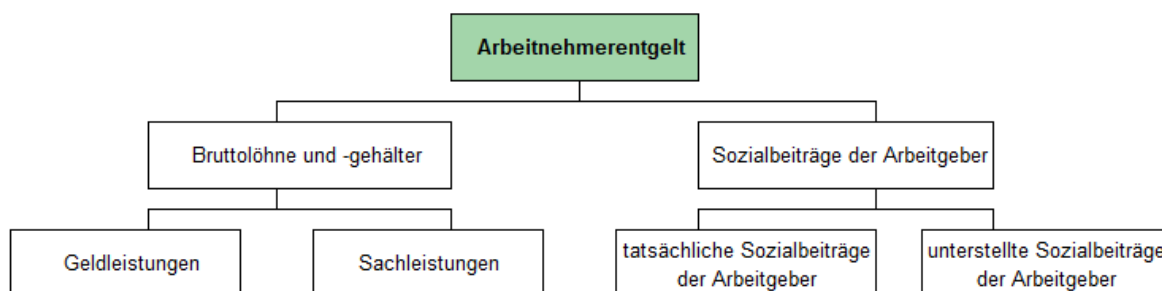 Arbeitnehmerentgelt
Bruttolöhne und -gehälter
Sozialbeiträge der Arbeitgeber
Geldleistungen
Sachleistungen
tatsächliche Sozialbeiträge
der Arbeitgeber
unterstellte Sozialbeiträge
der Arbeitgeber